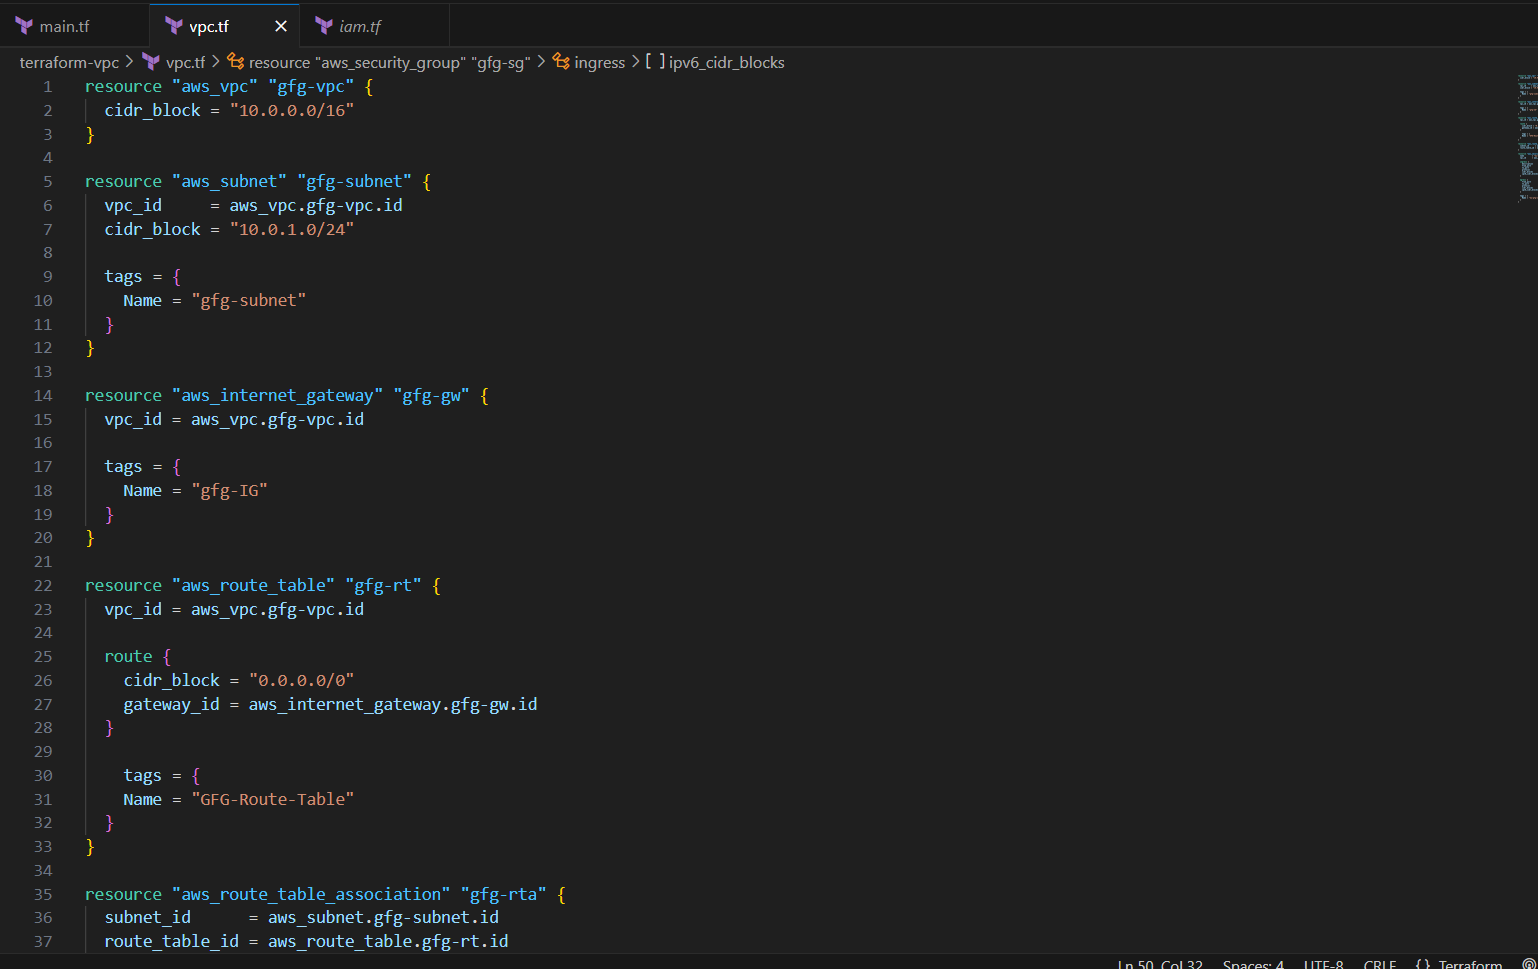 main.tf vpc.tf iam.tf
terraform-vpc > vpc.tf > resource "aws_security_group" "gfg-sg" > ingress > [ ] ipv6_cidr_blocks
1 resource "aws_vpc" "gfg-vpc" {
2 cidr_block = "10.0.0.0/16"
3 }
4
5 resource "aws_subnet" "gfg-subnet" {
6 vpc_id     = aws_vpc.gfg-vpc.id
7 cidr_block = "10.0.1.0/24"
8
9 tags = {
10 Name = "gfg-subnet"
11 }
12 }
13
14 resource "aws_internet_gateway" "gfg-gw" {
15 vpc_id = aws_vpc.gfg-vpc.id
16
17 tags = {
18 Name = "gfg-IG"
19 }
20 }
21
22 resource "aws_route_table" "gfg-rt" {
23 vpc_id = aws_vpc.gfg-vpc.id
24
25 route {
26 cidr_block = "0.0.0.0/0"
27 gateway_id = aws_internet_gateway.gfg-gw.id
28 }
29
30 tags = {
31 Name = "GFG-Route-Table"
32 }
33 }
34
35 resource "aws_route_table_association" "gfg-rta" {
36 subnet_id      = aws_subnet.gfg-subnet.id
37 route_table_id = aws_route_table.gfg-rt.id
Ln 50, Col 32 Spaces: 4 UTF-8 CRLF {} Terraform